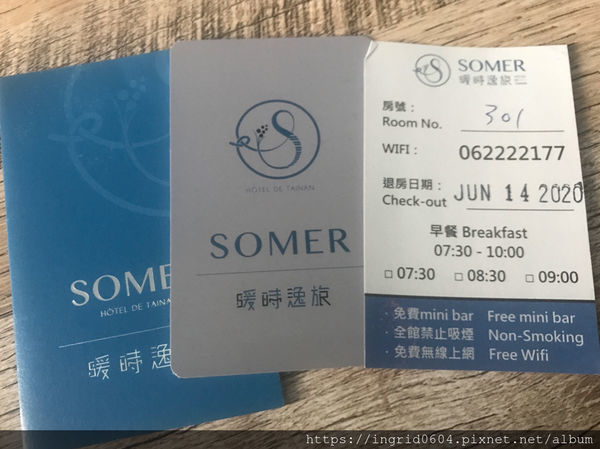 SOMER
HÔTEL DE TAINAN
暖時逸旅
HÔTEL DE TAINAN
SOMER
暖時逸旅
SOMER
暖時逸旅
房號：
Room No. 301
WIFI： 062222177
退房日期：
Check-out JUN 14 2020
早餐 Breakfast
07:30 - 10:00
□ 07:30 □ 08:30 □ 09:00
· 免費mini bar Free mini bar
· 全館禁止吸煙 Non-Smoking
· 免費無線上網 Free Wifi
https://ingrid0604.pixnet.net/album